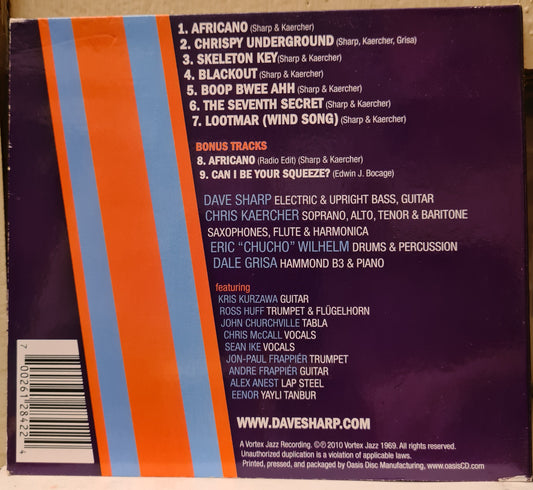 1. AFRICANO (Sharp & Kaercher)
2. CHRISPY UNDERGROUND (Sharp, Kaercher, Grisa)
3. SKELETON KEY (Sharp & Kaercher)
4. BLACKOUT (Sharp & Kaercher)
5. BOOP BWEE AHH (Sharp & Kaercher)
6. THE SEVENTH SECRET (Sharp & Kaercher)
7. LOOTMAR (WIND SONG) (Sharp & Kaercher)
BONUS TRACKS
8. AFRICANO (Radio Edit) (Sharp & Kaercher)
9. CAN I BE YOUR SQUEEZE? (Edwin J. Bocage)
DAVE SHARP ELECTRIC & UPRIGHT BASS, GUITAR
CHRIS KAERCHER SOPRANO, ALTO, TENOR & BARITONE
SAXOPHONES, FLUTE & HARMONICA
ERIC "CHUCHO" WILHELM DRUMS & PERCUSSION
DALE GRISA HAMMOND B3 & PIANO
featuring
KRIS KURZAWA GUITAR
ROSS HUFF TRUMPET & FLÜGELHORN
JOHN CHURCHVILLE TABLA
CHRIS McCALL VOCALS
SEAN IKE VOCALS
JON-PAUL FRAPPIÉR TRUMPET
ANDRE FRAPPIÉR GUITAR
ALEX ANEST LAP STEEL
EENOR YAYLI TANBUR
WWW.DAVESHARP.COM
A Vortex Jazz Recording. ©℗ 2010 Vortex Jazz 1969. All rights reserved.
Unauthorized duplication is a violation of applicable laws.
Printed, pressed, and packaged by Oasis Disc Manufacturing, www.oasisCD.com
7 00261 28422 4